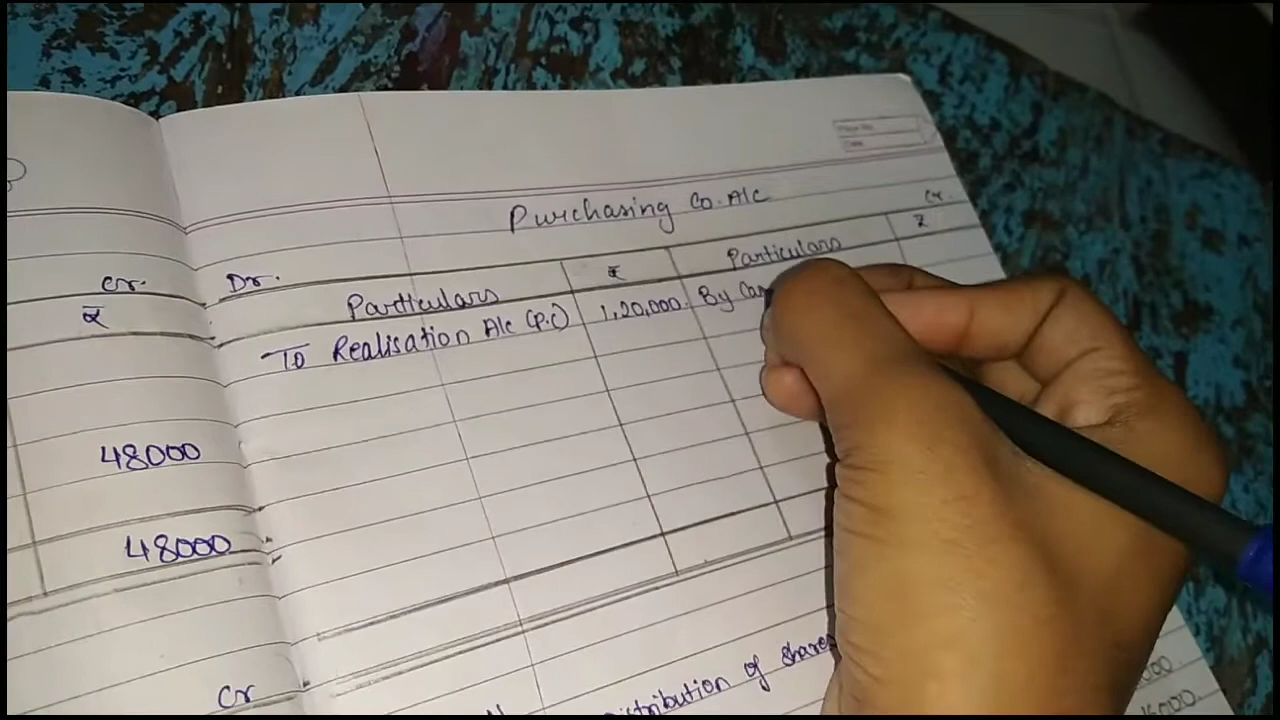 Purchasing Co. A/c
Cr.
Dr. Particulars ₹ Particulars ₹
To Realisation A/c (P.C) 1,20,000. By
Cr.
₹
48000
48000
Cr
distribution of shares